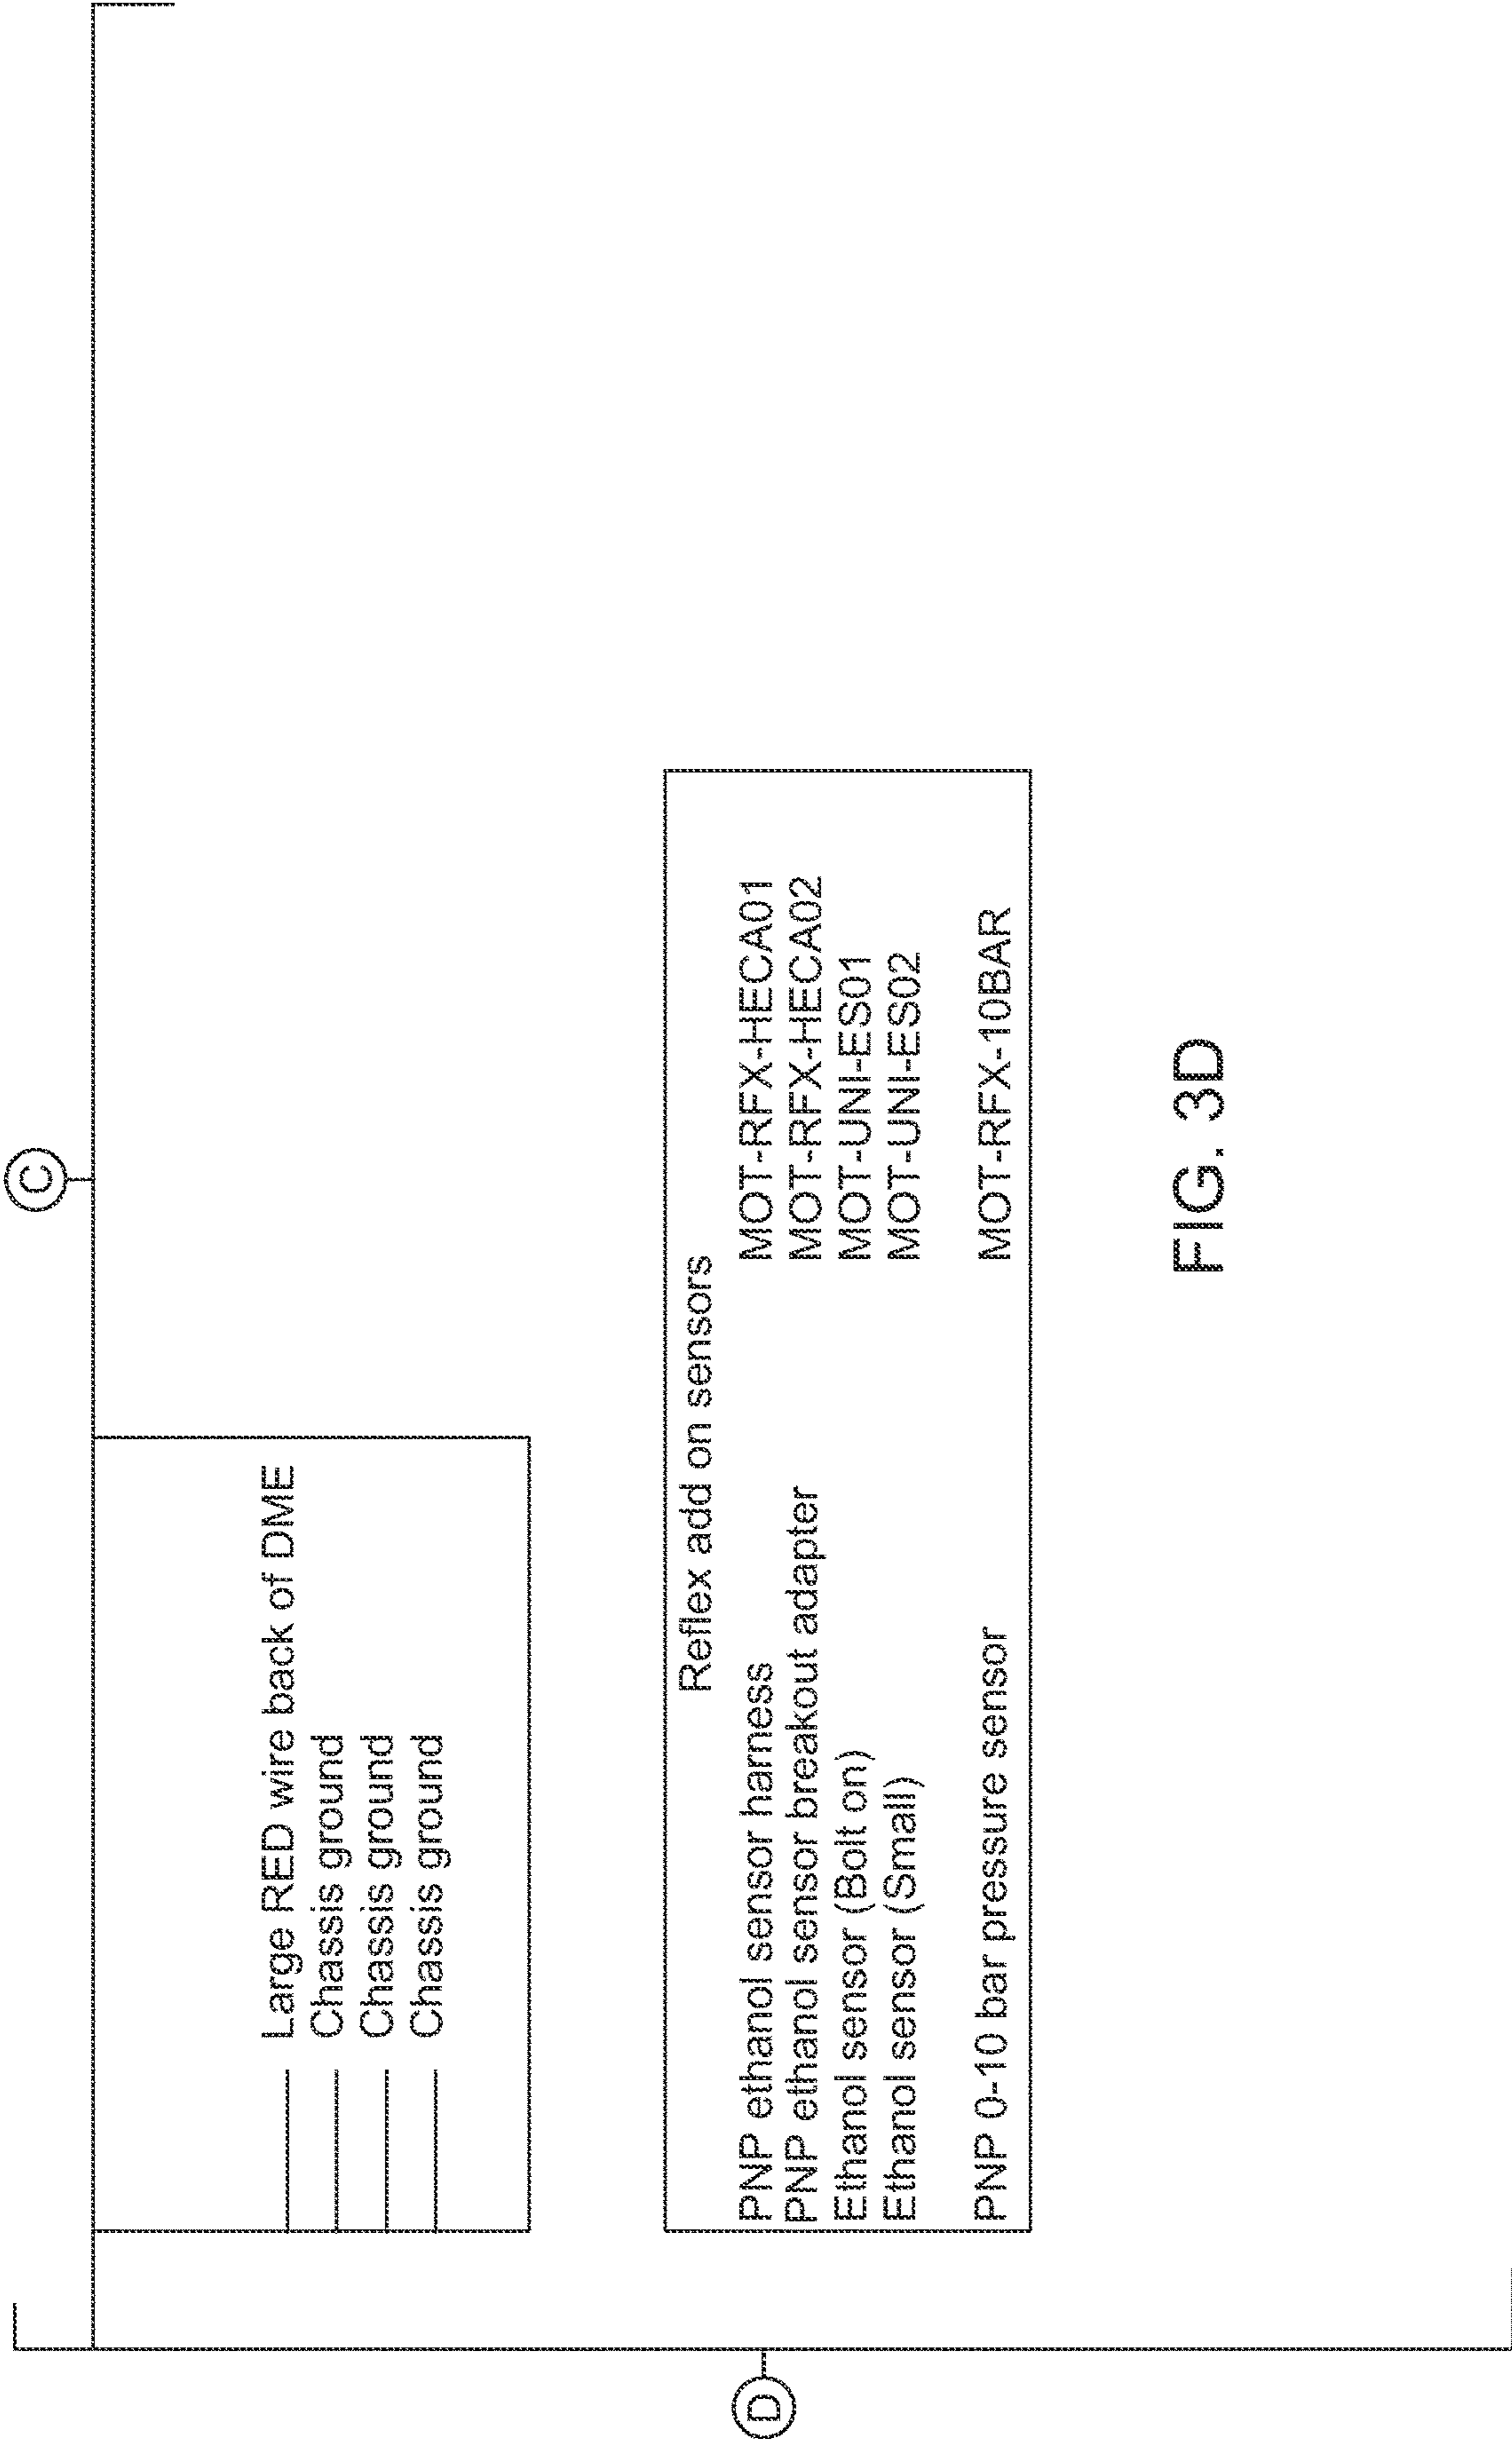 C
D
Large RED wire back of DME
Chassis ground
Chassis ground
Chassis ground
Reflex add on sensors
PNP ethanol sensor harness MOT-RFX-HECA01
PNP ethanol sensor breakout adapter MOT-RFX-HECA02
Ethanol sensor (Bolt on) MOT-UNI-ES01
Ethanol sensor (Small) MOT-UNI-ES02
PNP 0-10 bar pressure sensor MOT-RFX-10BAR
FIG. 3D